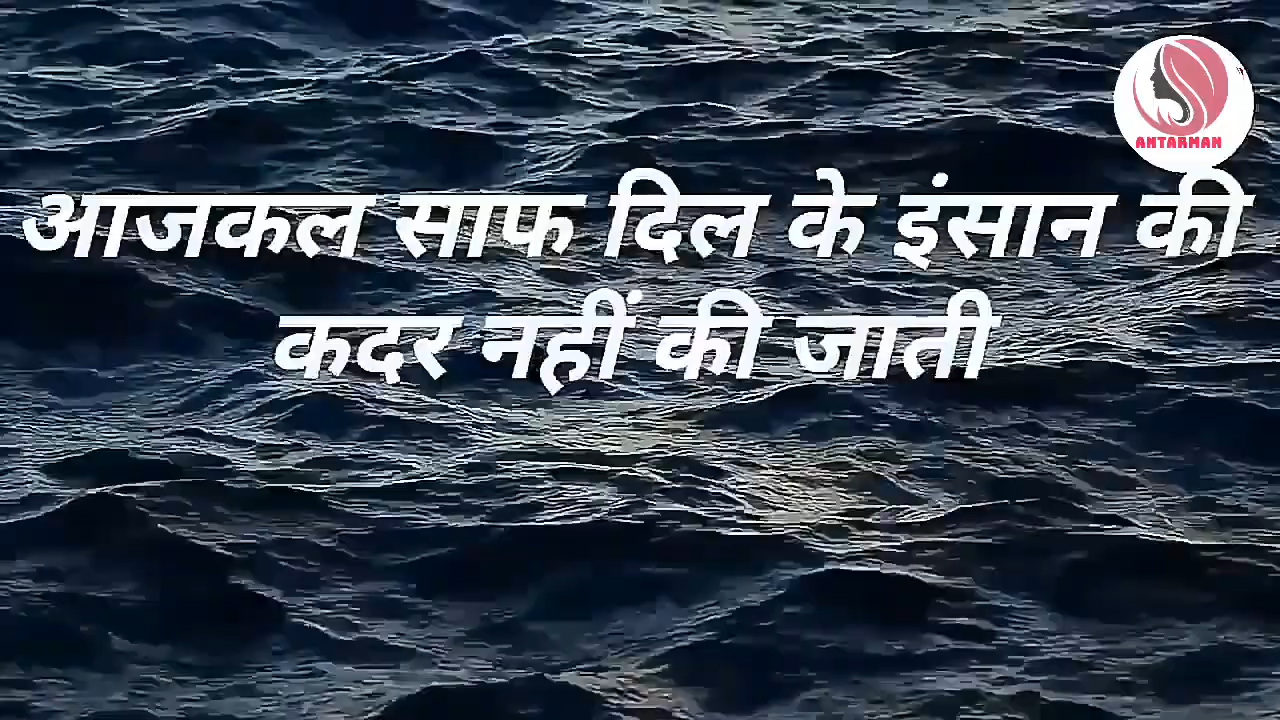 ANTARMAN
आजकल साफ दिल के इंसान की
कदर नहीं की जाती